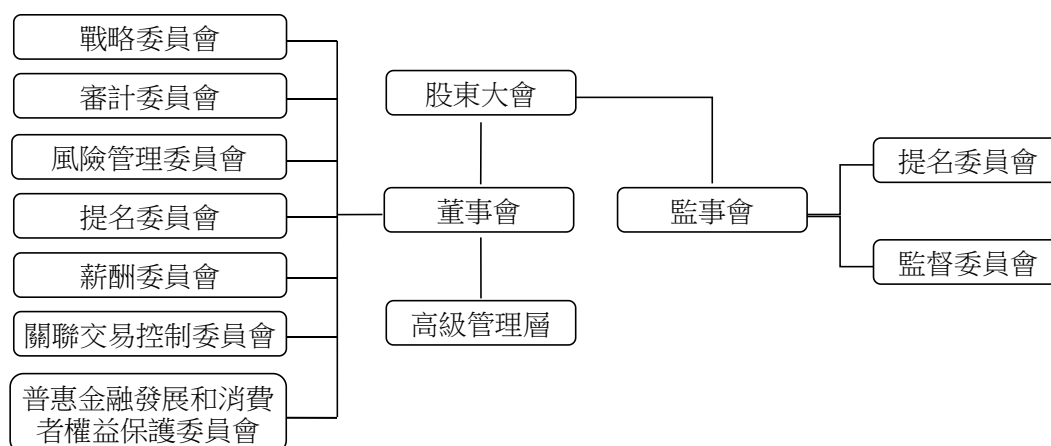 戰略委員會
審計委員會
風險管理委員會
提名委員會
薪酬委員會
關聯交易控制委員會
普惠金融發展和消費
者權益保護委員會
股東大會
董事會
高級管理層
監事會
提名委員會
監督委員會